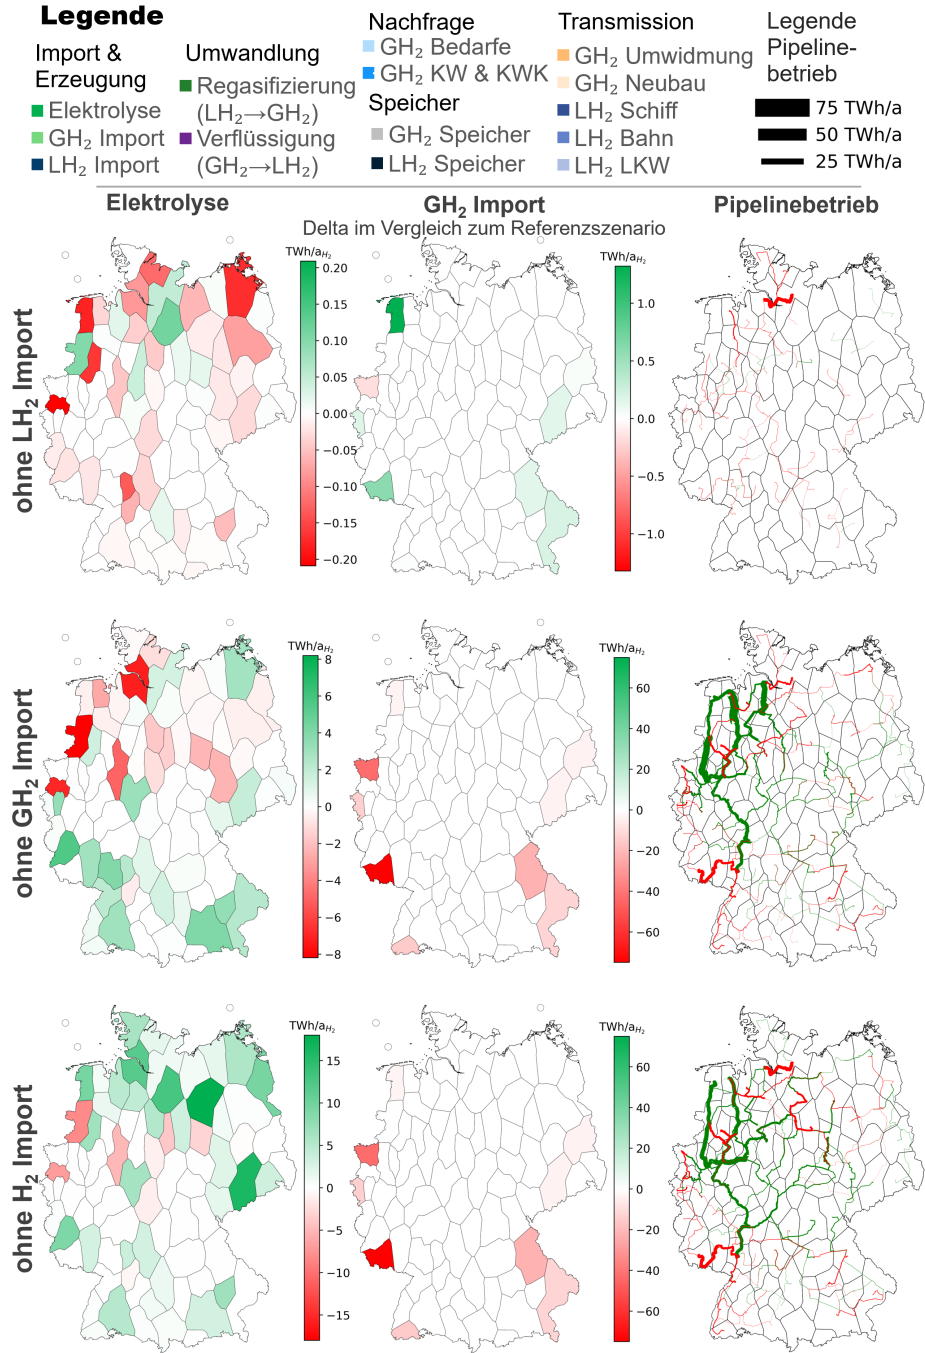 Legende
Import &
Erzeugung
Elektrolyse
GH₂ Import
LH₂ Import
Umwandlung
Regasifizierung
(LH₂→GH₂)
Verflüssigung
(GH₂→LH₂)
Nachfrage
GH₂ Bedarfe
GH₂ KW & KWK
Speicher
GH₂ Speicher
LH₂ Speicher
Transmission
GH₂ Umwidmung
GH₂ Neubau
LH₂ Schiff
LH₂ Bahn
LH₂ LKW
Legende
Pipeline-
betrieb
75 TWh/a
50 TWh/a
25 TWh/a
Elektrolyse
GH₂ Import
Pipelinebetrieb
Delta im Vergleich zum Referenzszenario
ohne LH₂ Import
TWh/a_H₂
0.20
0.15
0.10
0.05
0.00
−0.05
−0.10
−0.15
−0.20
TWh/a_H₂
1.0
0.5
0.0
−0.5
−1.0
ohne GH₂ Import
TWh/a_H₂
8
6
4
2
0
−2
−4
−6
−8
TWh/a_H₂
60
40
20
0
−20
−40
−60
ohne H₂ Import
TWh/a_H₂
15
10
5
0
−5
−10
−15
TWh/a_H₂
60
40
20
0
−20
−40
−60